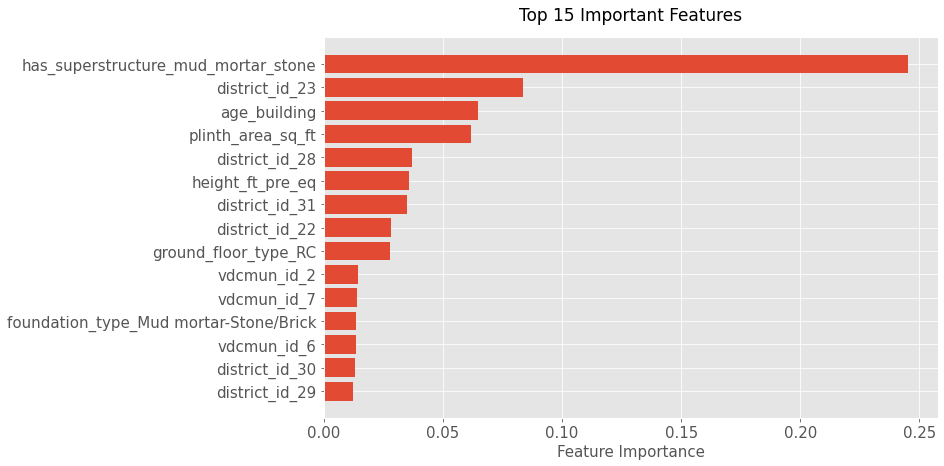 Top 15 Important Features
has_superstructure_mud_mortar_stone
district_id_23
age_building
plinth_area_sq_ft
district_id_28
height_ft_pre_eq
district_id_31
district_id_22
ground_floor_type_RC
vdcmun_id_2
vdcmun_id_7
foundation_type_Mud mortar-Stone/Brick
vdcmun_id_6
district_id_30
district_id_29
0.00 0.05 0.10 0.15 0.20 0.25
Feature Importance